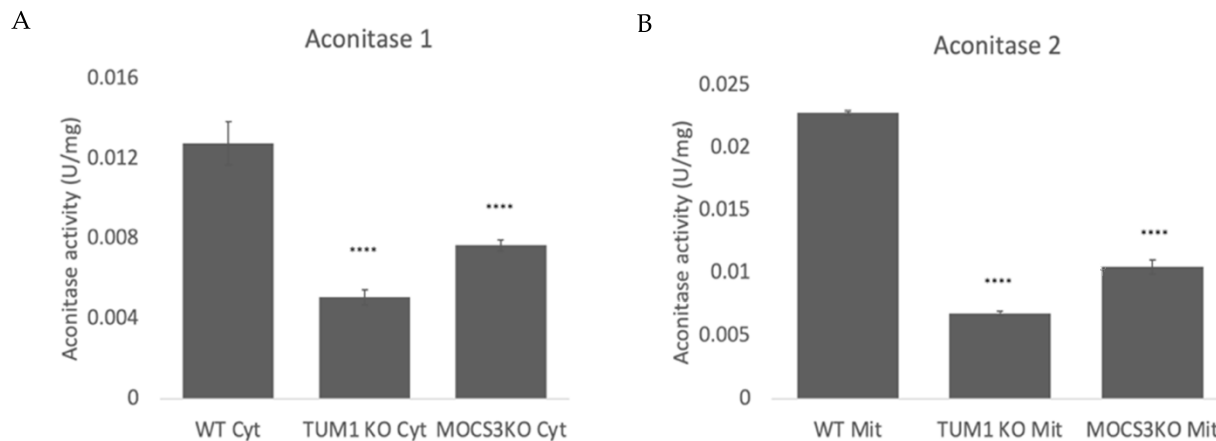 A
Aconitase 1
Aconitase activity (U/mg)
0.016
0.012
0.008
0.004
0
****
****
WT Cyt
TUM1 KO Cyt
MOCS3KO Cyt
B
Aconitase 2
Aconitase activity (U/mg)
0.025
0.02
0.015
0.01
0.005
0
****
****
WT Mit
TUM1 KO Mit
MOCS3KO Mit